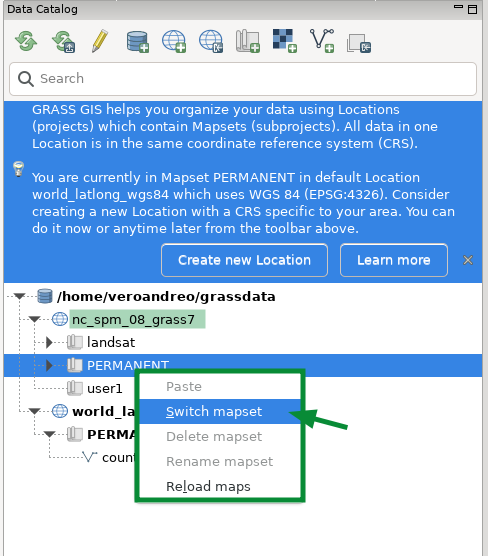 Data Catalog
Search
GRASS GIS helps you organize your data using Locations
(projects) which contain Mapsets (subprojects). All data in one
Location is in the same coordinate reference system (CRS).
You are currently in Mapset PERMANENT in default Location
world_latlong_wgs84 which uses WGS 84 (EPSG:4326). Consider
creating a new Location with a CRS specific to your area. You can
do it now or anytime later from the toolbar above.
Create new Location
Learn more
/home/veroandreo/grassdata
nc_spm_08_grass7
landsat
PERMANENT
user1
Paste
world_la
Switch mapset
PERMA
Delete mapset
count
Rename mapset
Reload maps